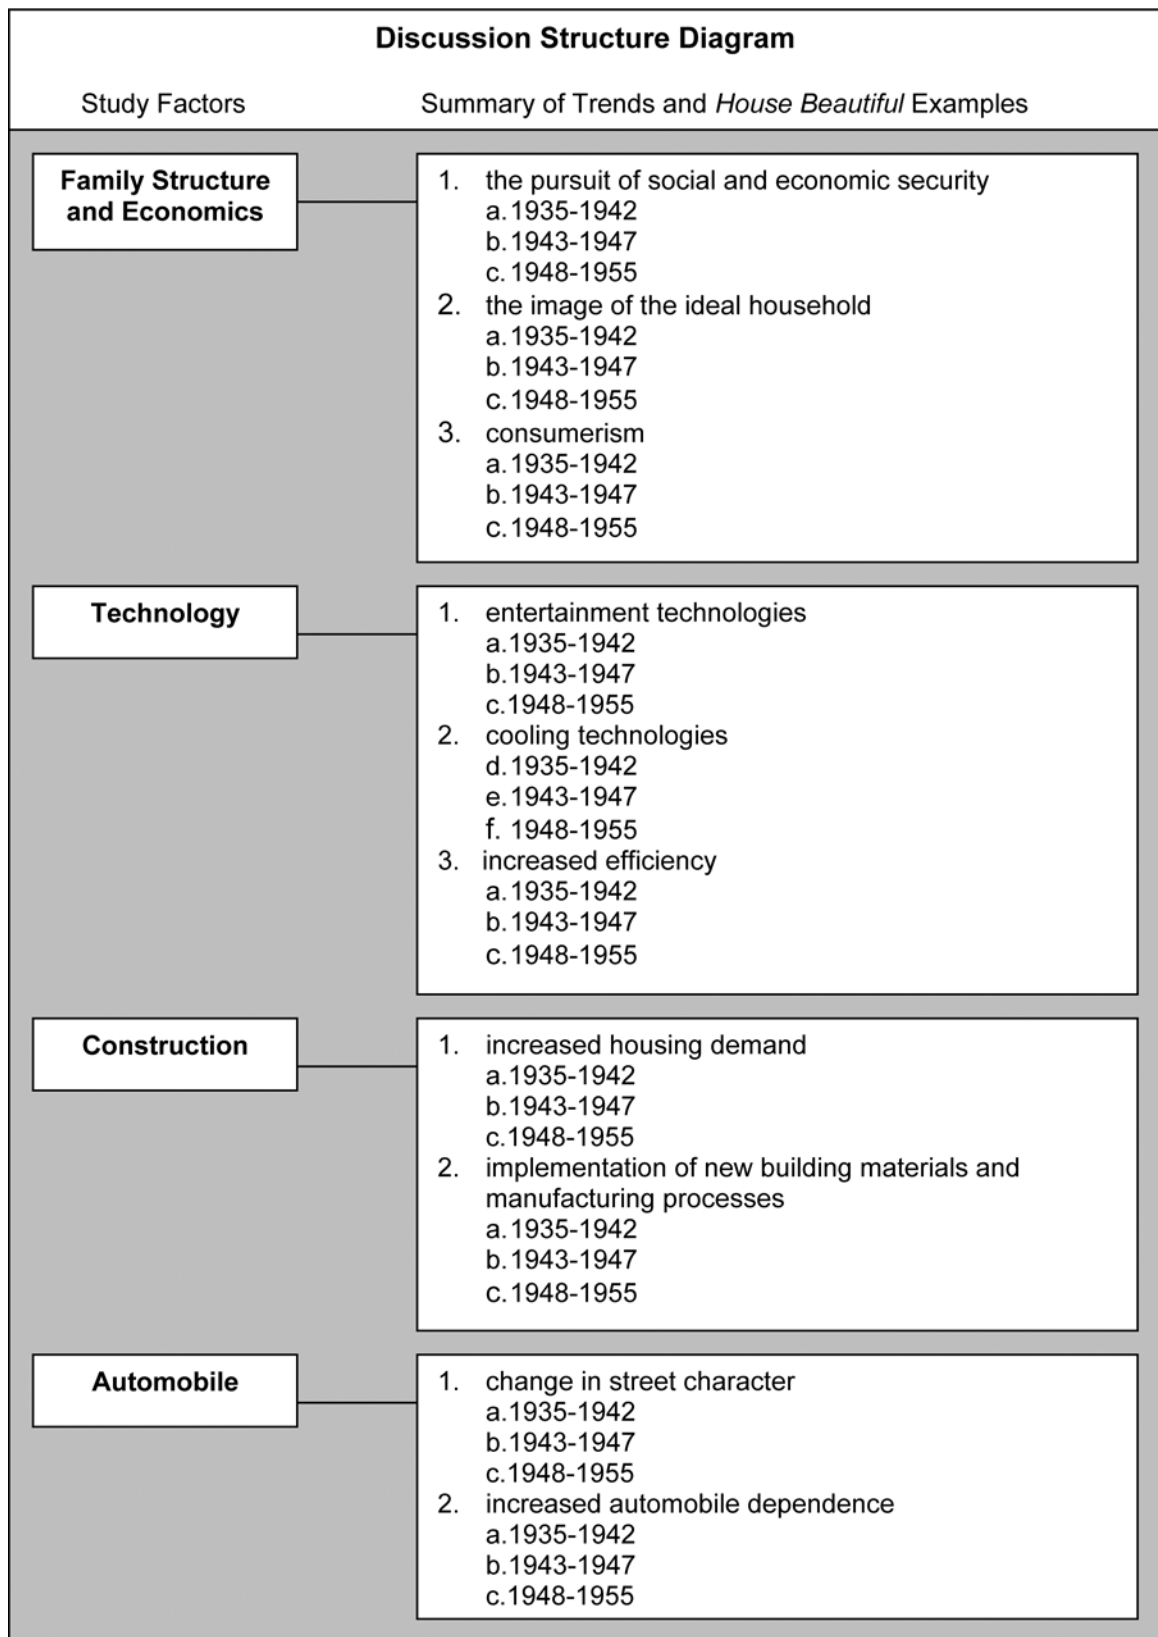 Discussion Structure Diagram
Study Factors
Summary of Trends and House Beautiful Examples
Family Structure
and Economics
1. the pursuit of social and economic security
a. 1935-1942
b. 1943-1947
c. 1948-1955
2. the image of the ideal household
a. 1935-1942
b. 1943-1947
c. 1948-1955
3. consumerism
a. 1935-1942
b. 1943-1947
c. 1948-1955
Technology
1. entertainment technologies
a. 1935-1942
b. 1943-1947
c. 1948-1955
2. cooling technologies
d. 1935-1942
e. 1943-1947
f. 1948-1955
3. increased efficiency
a. 1935-1942
b. 1943-1947
c. 1948-1955
Construction
1. increased housing demand
a. 1935-1942
b. 1943-1947
c. 1948-1955
2. implementation of new building materials and
manufacturing processes
a. 1935-1942
b. 1943-1947
c. 1948-1955
Automobile
1. change in street character
a. 1935-1942
b. 1943-1947
c. 1948-1955
2. increased automobile dependence
a. 1935-1942
b. 1943-1947
c. 1948-1955